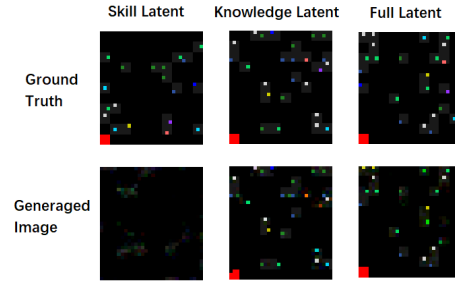 Skill Latent Knowledge Latent Full Latent
Ground
Truth
Generaged
Image